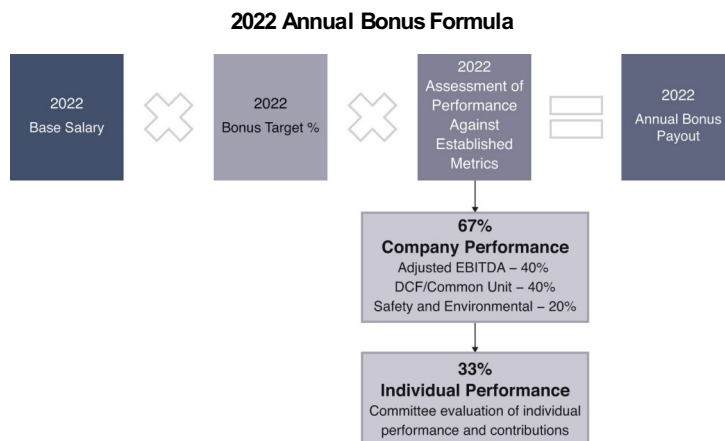 2022 Annual Bonus Formula
2022
Base Salary
2022
Bonus Target %
2022
Assessment of
Performance
Against
Established
Metrics
2022
Annual Bonus
Payout
67%
Company Performance
Adjusted EBITDA – 40%
DCF/Common Unit – 40%
Safety and Environmental – 20%
33%
Individual Performance
Committee evaluation of individual
performance and contributions